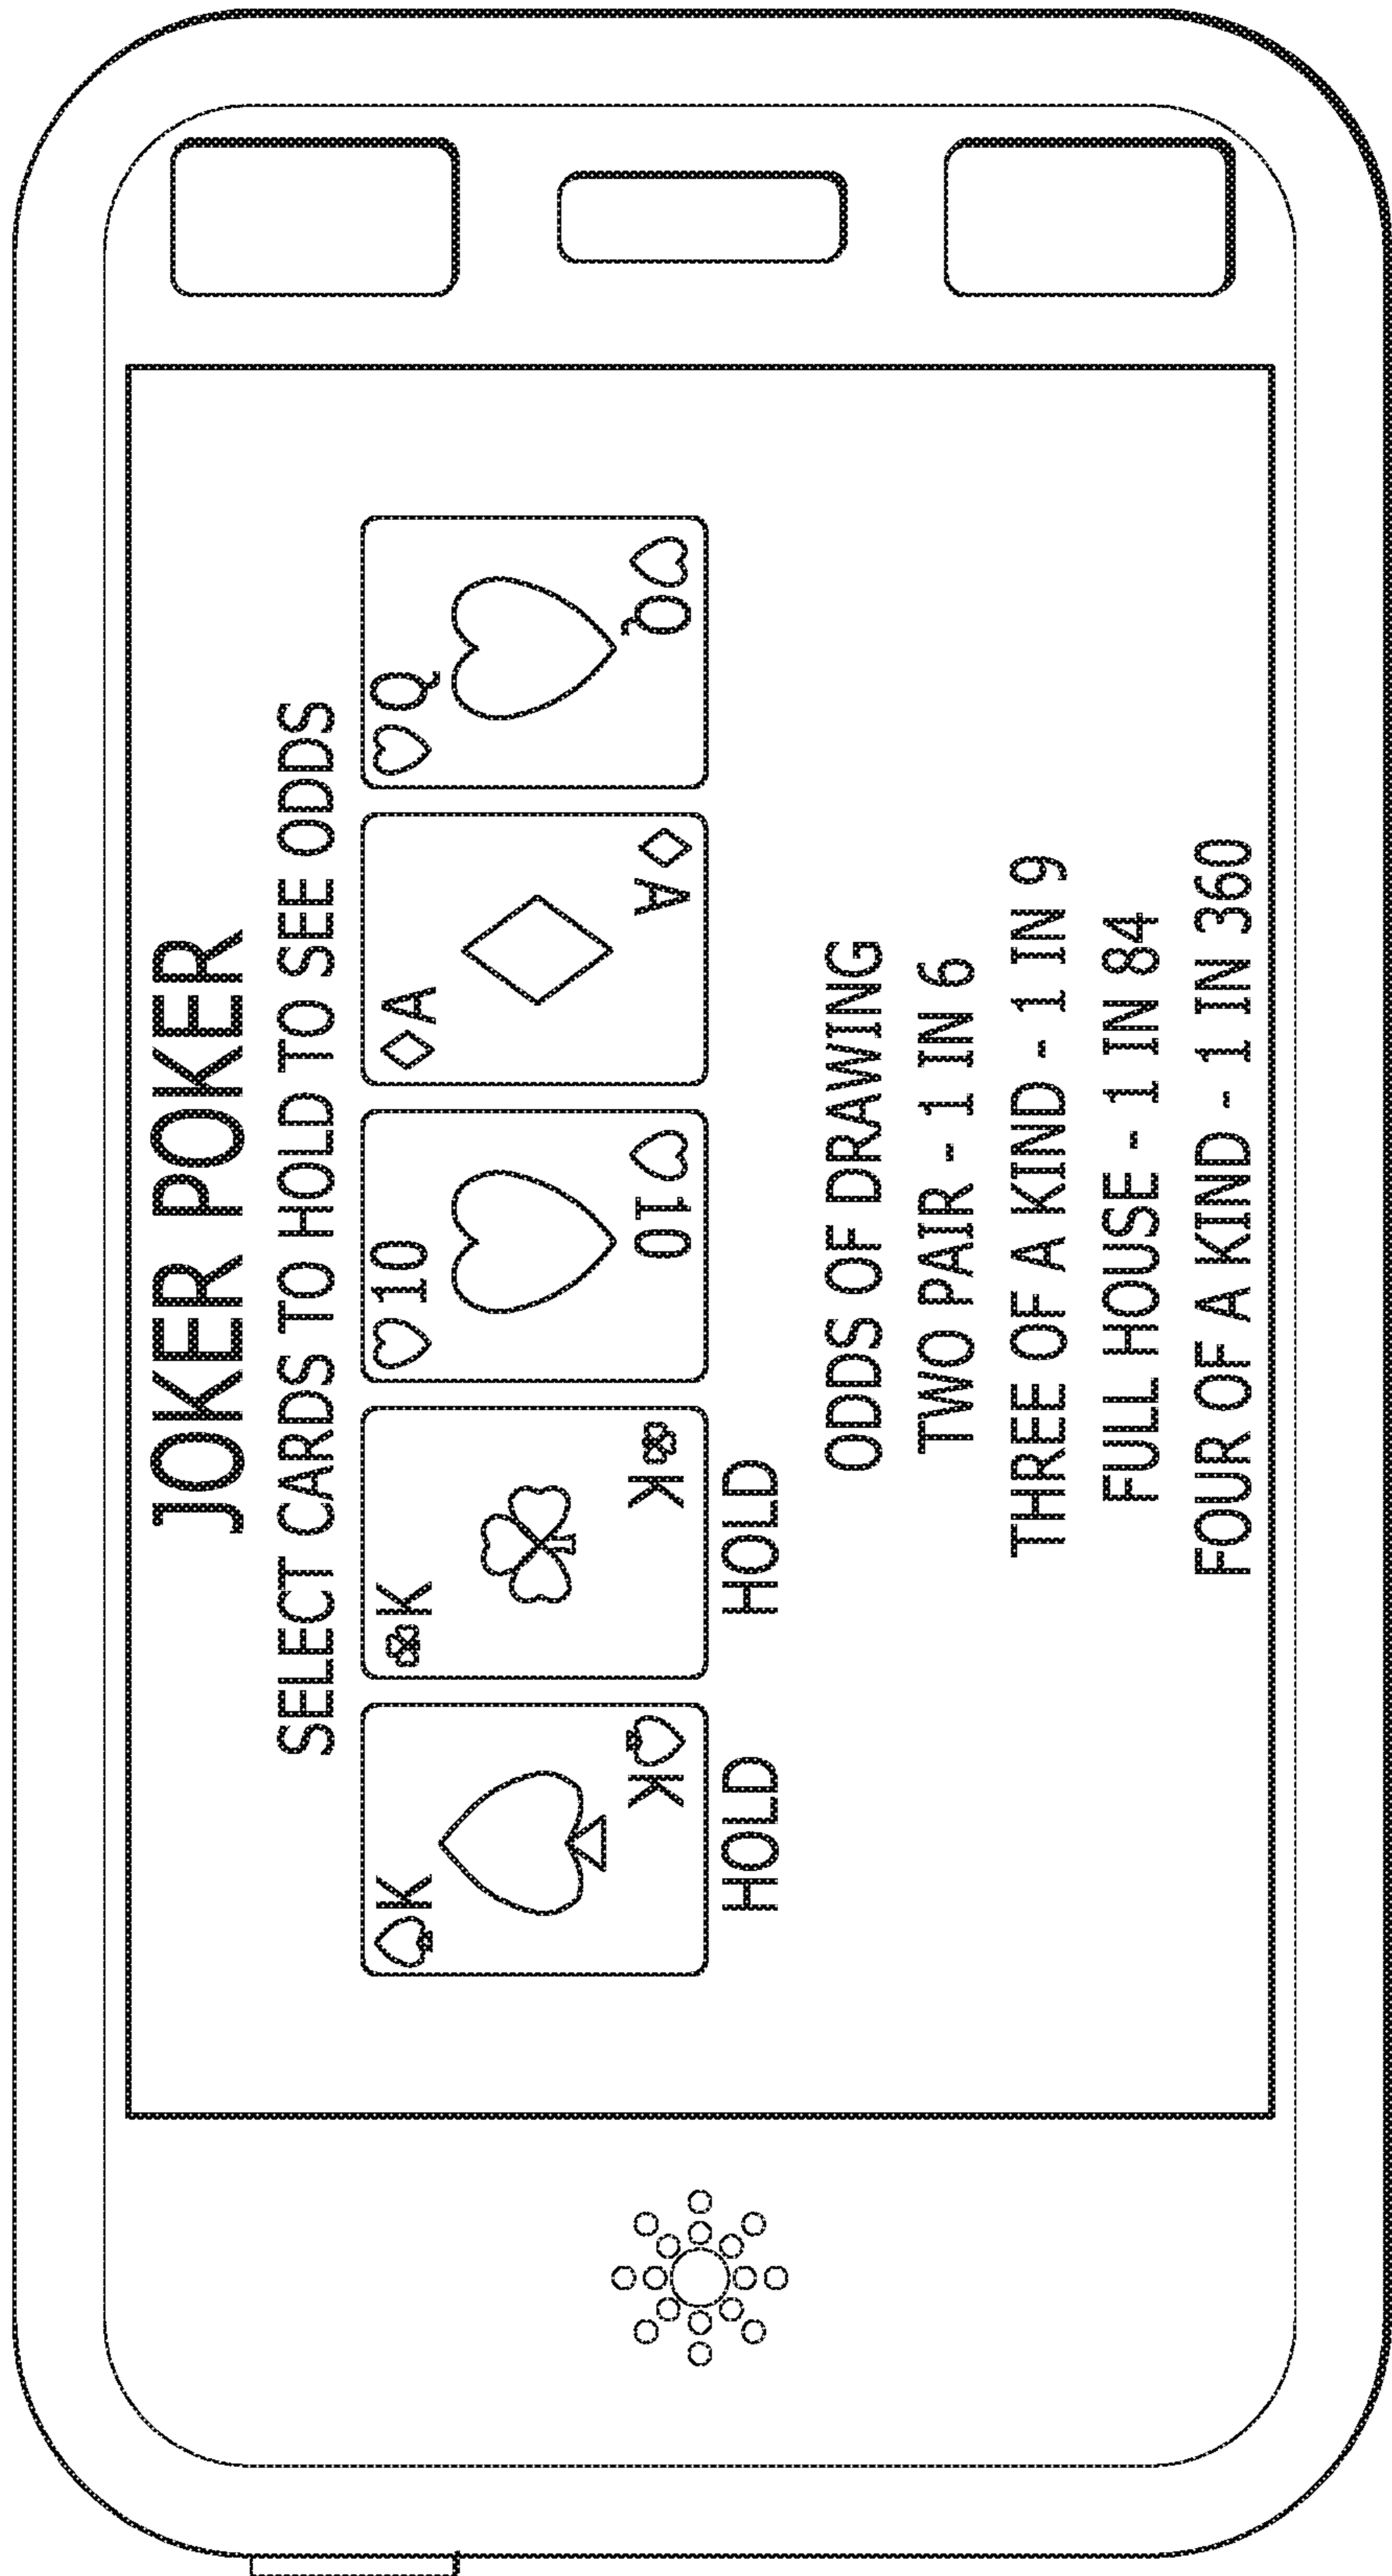 JOKER POKER
SELECT CARDS TO HOLD TO SEE ODDS
K K 10 A Q
K K 10 A Q
HOLD HOLD
ODDS OF DRAWING
TWO PAIR - 1 IN 6
THREE OF A KIND - 1 IN 9
FULL HOUSE - 1 IN 84
FOUR OF A KIND - 1 IN 360